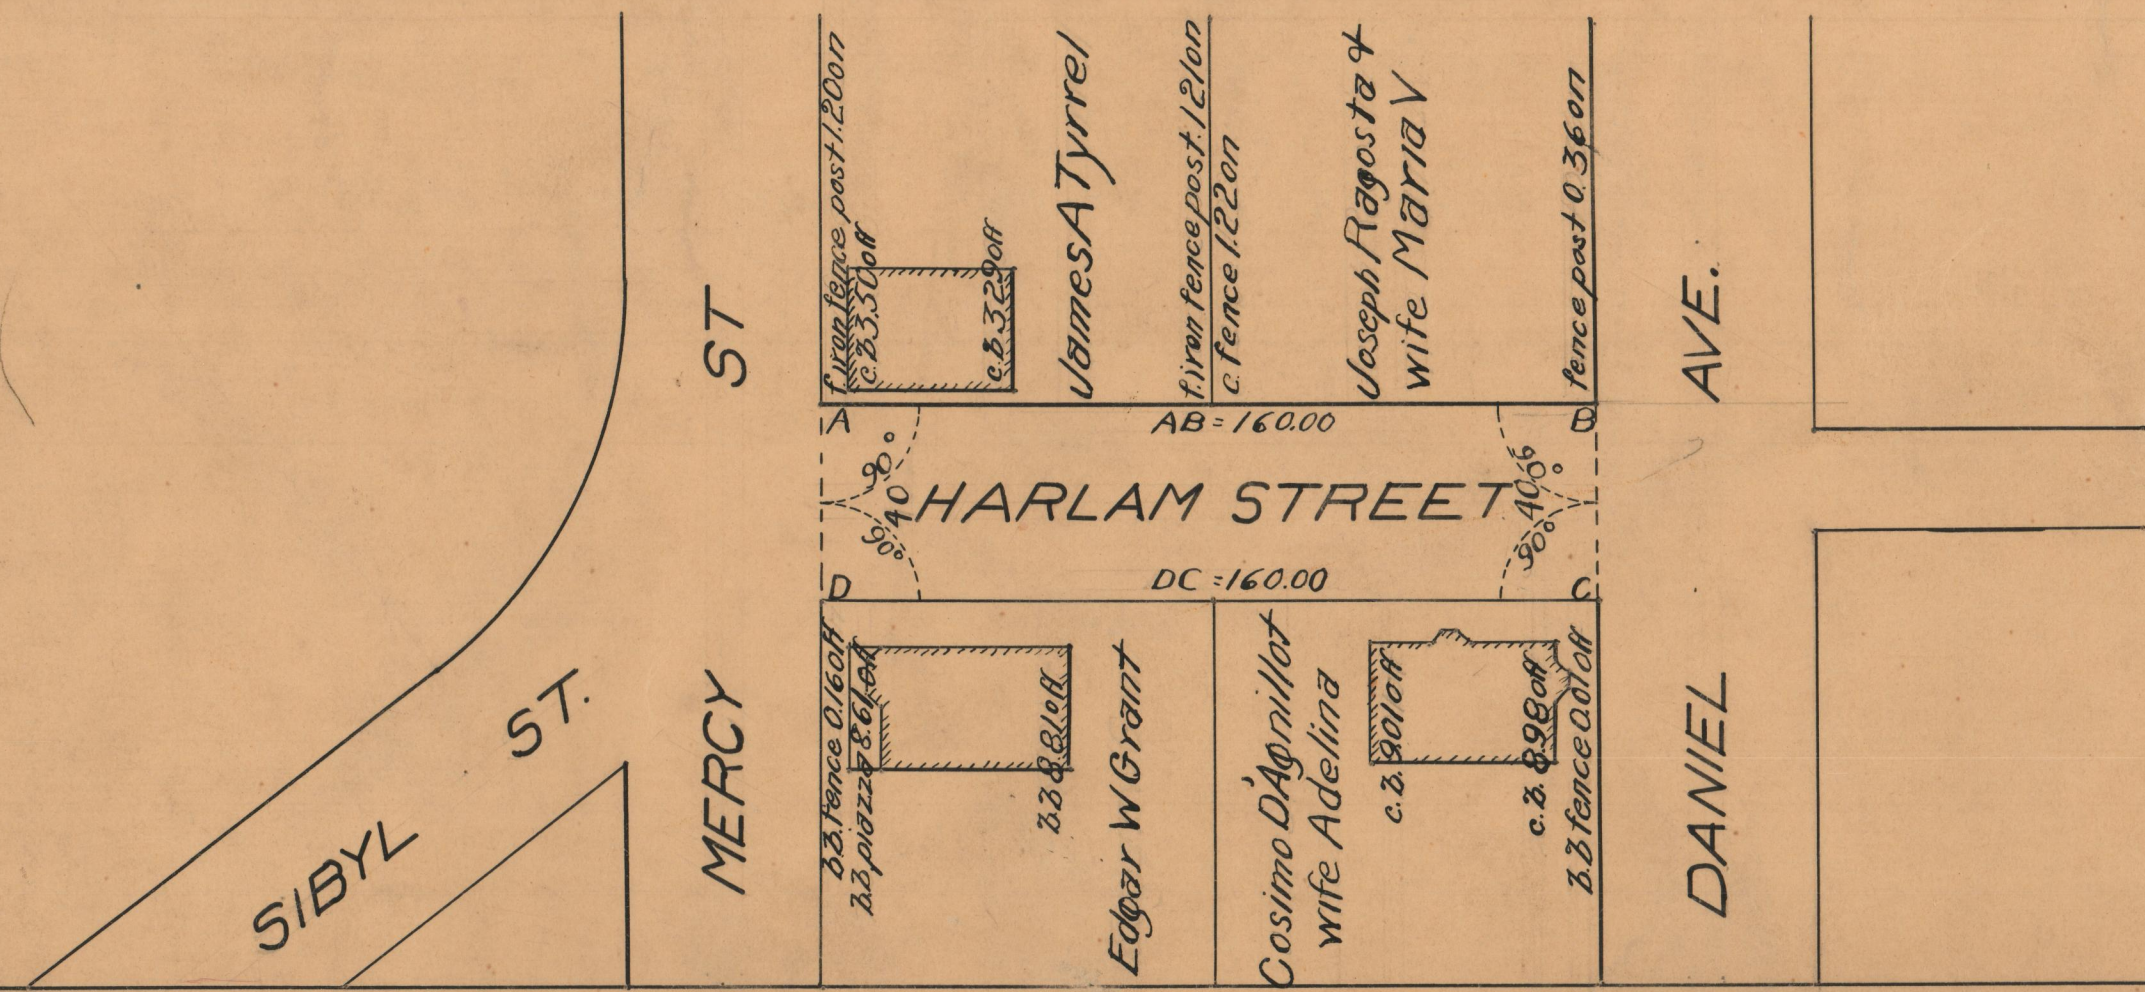 f.iron fence post 1.20 on
c.B. 3.30 off
c.B. 3.29 off
James A Tyrrel
f.iron fence post 1.21 on
c. fence 1.22 on
Joseph Ragosta &
wife Maria V
fence post 0.36 on
SIBYL ST.
MERCY ST
A
AB = 160.00
B
90°
40
90°
HARLAM STREET
90°
40
90°
D
DC = 160.00
C
B.B. fence 0.16 off
B.B. piazza 8.61 off
B.B 8.81 off
Edgar W Grant
Cosimo D'Agnillo &
wife Adelina
c.B. 9.01 off
c.B. 8.98 off
B.B fence 0.01 off
DANIEL AVE.